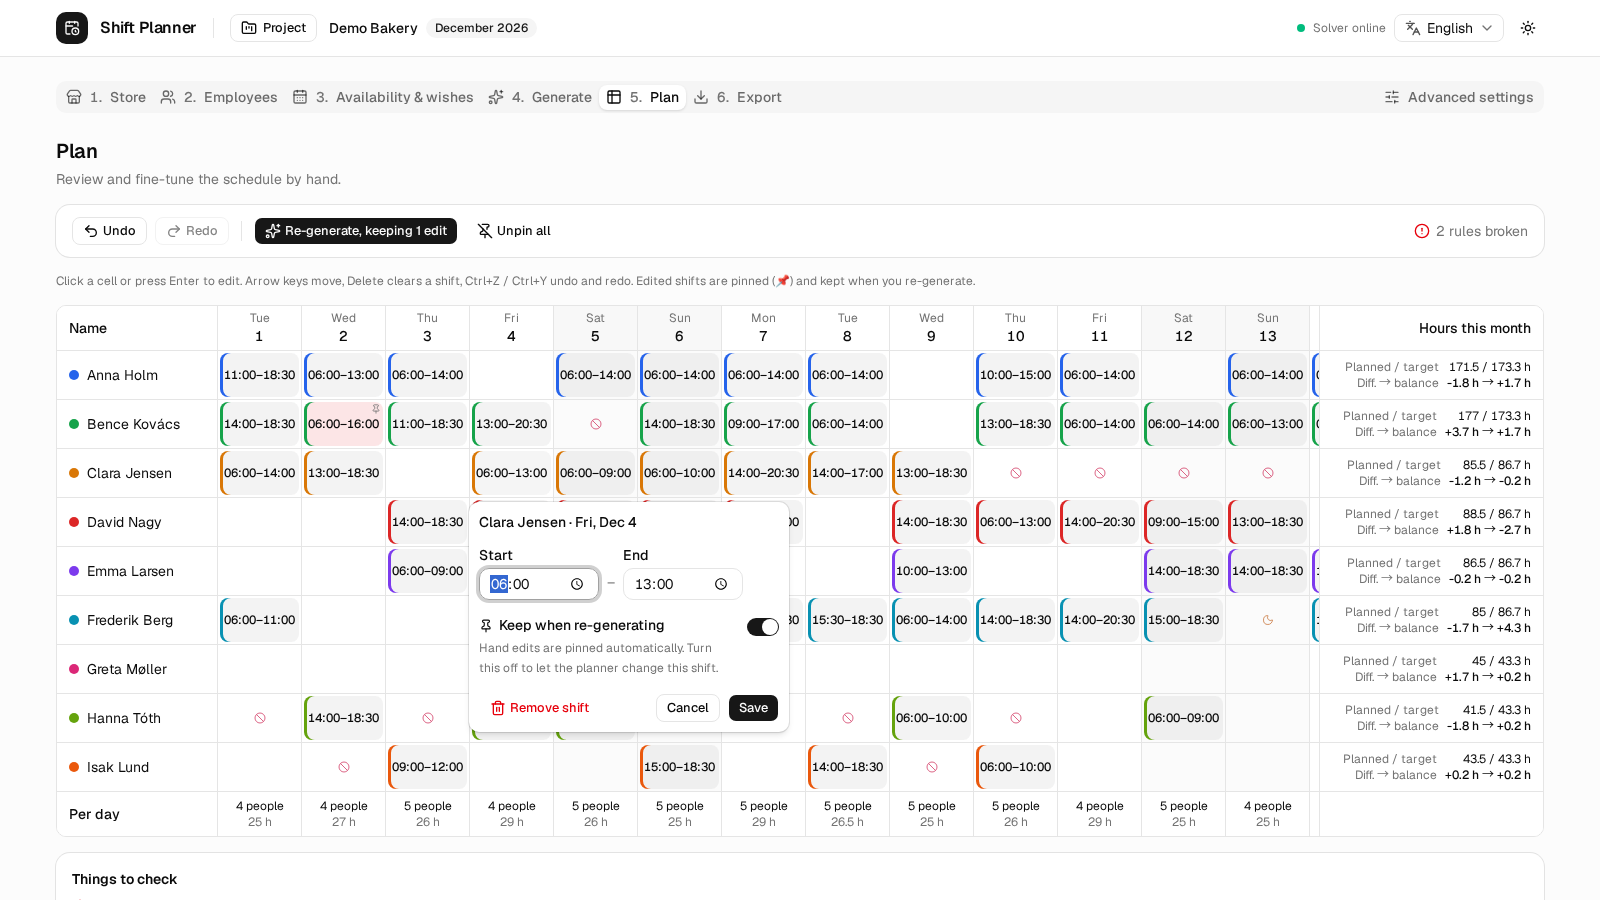 Shift Planner
Project
Demo Bakery
December 2026
Solver online
English
1. Store
2. Employees
3. Availability & wishes
4. Generate
5. Plan
6. Export
Advanced settings
Plan
Review and fine-tune the schedule by hand.
Undo
Redo
Re-generate, keeping 1 edit
Unpin all
2 rules broken
Click a cell or press Enter to edit. Arrow keys move, Delete clears a shift, Ctrl+Z / Ctrl+Y undo and redo. Edited shifts are pinned (📌) and kept when you re-generate.
Name Tue 1 Wed 2 Thu 3 Fri 4 Sat 5 Sun 6 Mon 7 Tue 8 Wed 9 Thu 10 Fri 11 Sat 12 Sun 13 Hours this month
Anna Holm 11:00–18:30 06:00–13:00 06:00–14:00 06:00–14:00 06:00–14:00 06:00–14:00 06:00–14:00 10:00–15:00 06:00–14:00 06:00–14:00
Planned / target 171.5 / 173.3 h
Diff. → balance -1.8 h → +1.7 h
Bence Kovács 14:00–18:30 06:00–16:00 11:00–18:30 13:00–20:30 14:00–18:30 09:00–17:00 06:00–14:00 13:00–18:30 06:00–14:00 06:00–14:00 06:00–13:00
Planned / target 177 / 173.3 h
Diff. → balance +3.7 h → +1.7 h
Clara Jensen 06:00–14:00 13:00–18:30 06:00–13:00 06:00–09:00 06:00–10:00 14:00–20:30 14:00–17:00 13:00–18:30
Planned / target 85.5 / 86.7 h
Diff. → balance -1.2 h → -0.2 h
David Nagy 14:00–18:30 14:00–18:30 06:00–13:00 14:00–20:30 09:00–15:00 13:00–18:30
Planned / target 88.5 / 86.7 h
Diff. → balance +1.8 h → -2.7 h
Emma Larsen 06:00–09:00 10:00–13:00 14:00–18:30 14:00–18:30
Planned / target 86.5 / 86.7 h
Diff. → balance -0.2 h → -0.2 h
Frederik Berg 06:00–11:00 15:30–18:30 06:00–14:00 14:00–18:30 14:00–20:30 15:00–18:30
Planned / target 85 / 86.7 h
Diff. → balance -1.7 h → +4.3 h
Greta Møller
Planned / target 45 / 43.3 h
Diff. → balance +1.7 h → +0.2 h
Hanna Tóth 14:00–18:30 06:00–10:00 06:00–09:00
Planned / target 41.5 / 43.3 h
Diff. → balance -1.8 h → +0.2 h
Isak Lund 09:00–12:00 15:00–18:30 14:00–18:30 06:00–10:00
Planned / target 43.5 / 43.3 h
Diff. → balance +0.2 h → +0.2 h
Per day 4 people 4 people 5 people 4 people 5 people 5 people 5 people 5 people 5 people 5 people 4 people 5 people 4 people
25 h 27 h 26 h 29 h 26 h 25 h 29 h 26.5 h 25 h 26 h 29 h 25 h 25 h
Clara Jensen · Fri, Dec 4
Start End
06:00 – 13:00
Keep when re-generating
Hand edits are pinned automatically. Turn
this off to let the planner change this shift.
Remove shift
Cancel
Save
Things to check